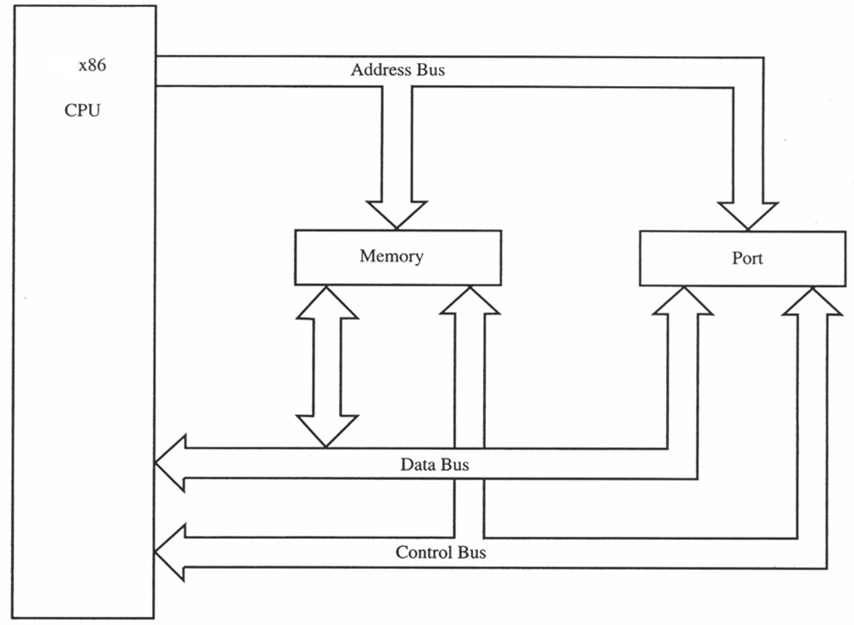 x86
CPU
Address Bus
Memory
Port
Data Bus
Control Bus